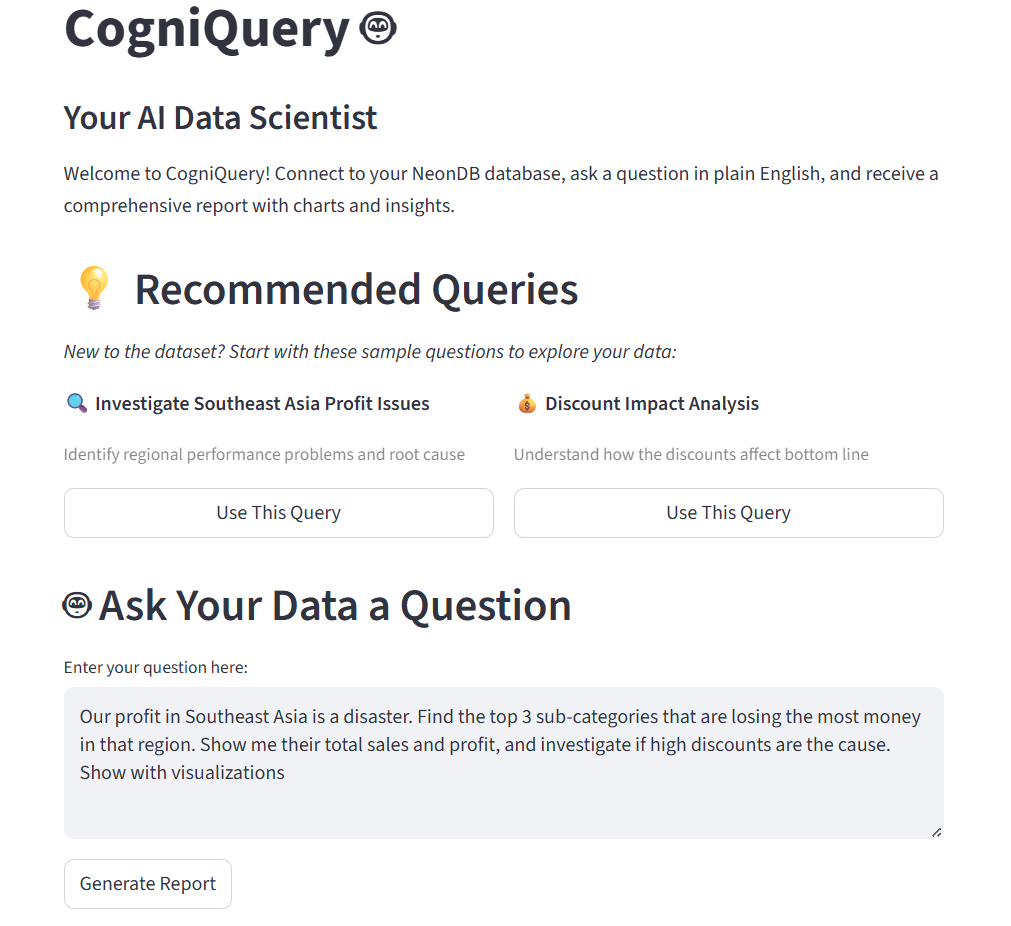 CogniQuery
Your AI Data Scientist
Welcome to CogniQuery! Connect to your NeonDB database, ask a question in plain English, and receive a
comprehensive report with charts and insights.
Recommended Queries
New to the dataset? Start with these sample questions to explore your data:
Investigate Southeast Asia Profit Issues
Identify regional performance problems and root cause
Use This Query
Discount Impact Analysis
Understand how the discounts affect bottom line
Use This Query
Ask Your Data a Question
Enter your question here:
Our profit in Southeast Asia is a disaster. Find the top 3 sub-categories that are losing the most money
in that region. Show me their total sales and profit, and investigate if high discounts are the cause.
Show with visualizations
Generate Report